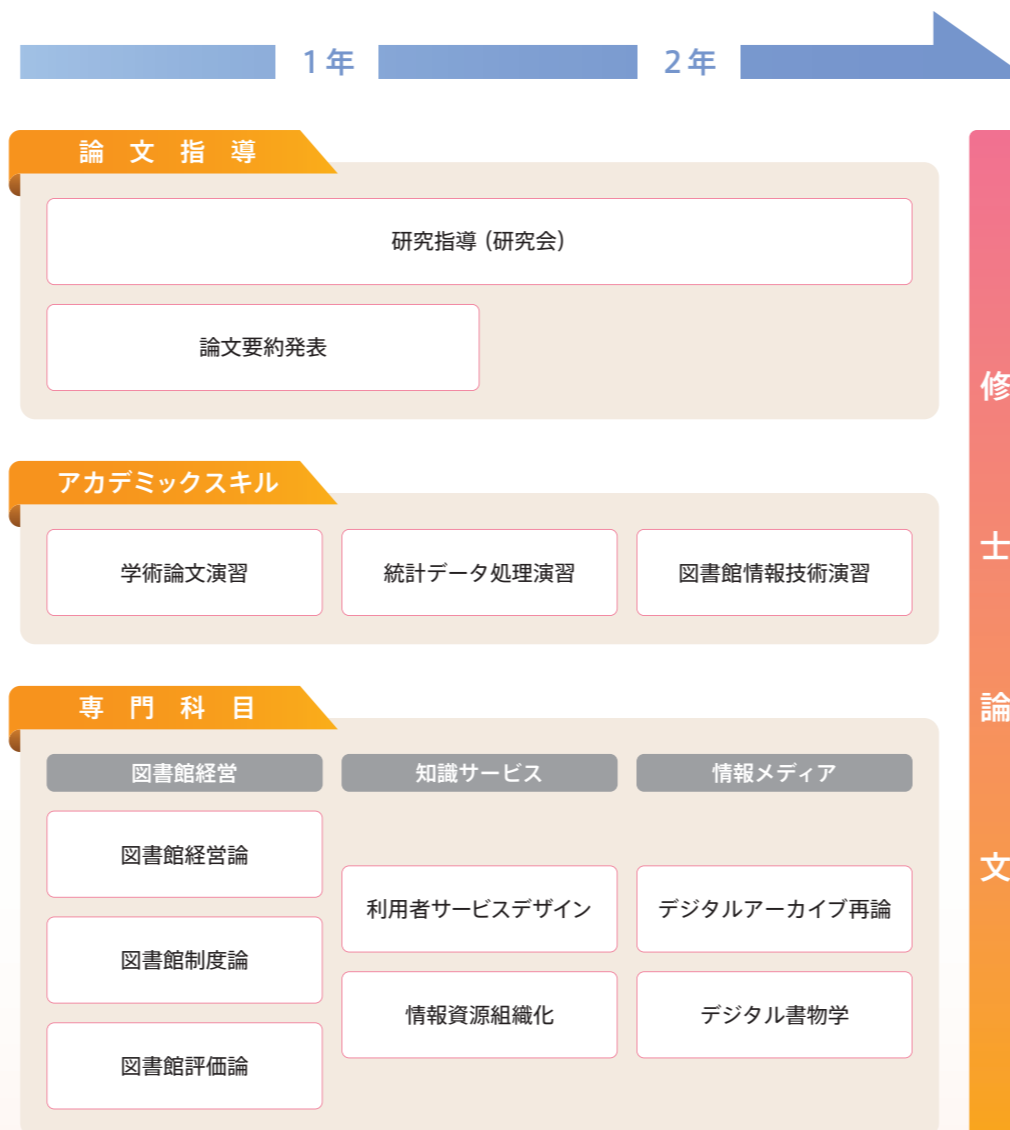 1年 2年
論文指導
研究指導（研究会）
論文要約発表
アカデミックスキル
学術論文演習 統計データ処理演習 図書館情報技術演習
専門科目
図書館経営 知識サービス 情報メディア
図書館経営論
利用者サービスデザイン デジタルアーカイブ再論
図書館制度論
情報資源組織化 デジタル書物学
図書館評価論
修士論文